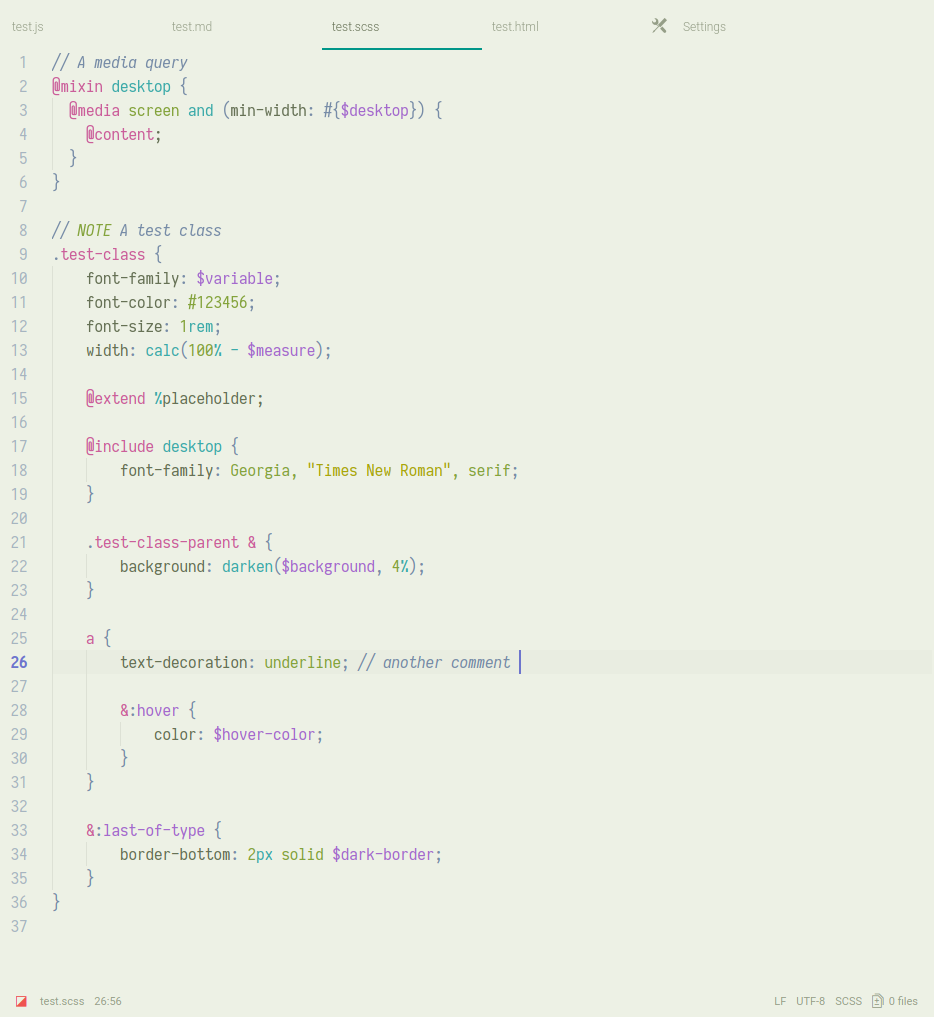 test.js test.md test.scss test.html Settings
1 // A media query
2 @mixin desktop {
3   @media screen and (min-width: #{$desktop}) {
4     @content;
5   }
6 }
7
8 // NOTE A test class
9 .test-class {
10     font-family: $variable;
11     font-color: #123456;
12     font-size: 1rem;
13     width: calc(100% - $measure);
14
15     @extend %placeholder;
16
17     @include desktop {
18         font-family: Georgia, "Times New Roman", serif;
19     }
20
21     .test-class-parent & {
22         background: darken($background, 4%);
23     }
24
25     a {
26         text-decoration: underline; // another comment
27
28         &:hover {
29             color: $hover-color;
30         }
31     }
32
33     &:last-of-type {
34         border-bottom: 2px solid $dark-border;
35     }
36 }
37
test.scss 26:56 LF UTF-8 SCSS 0 files